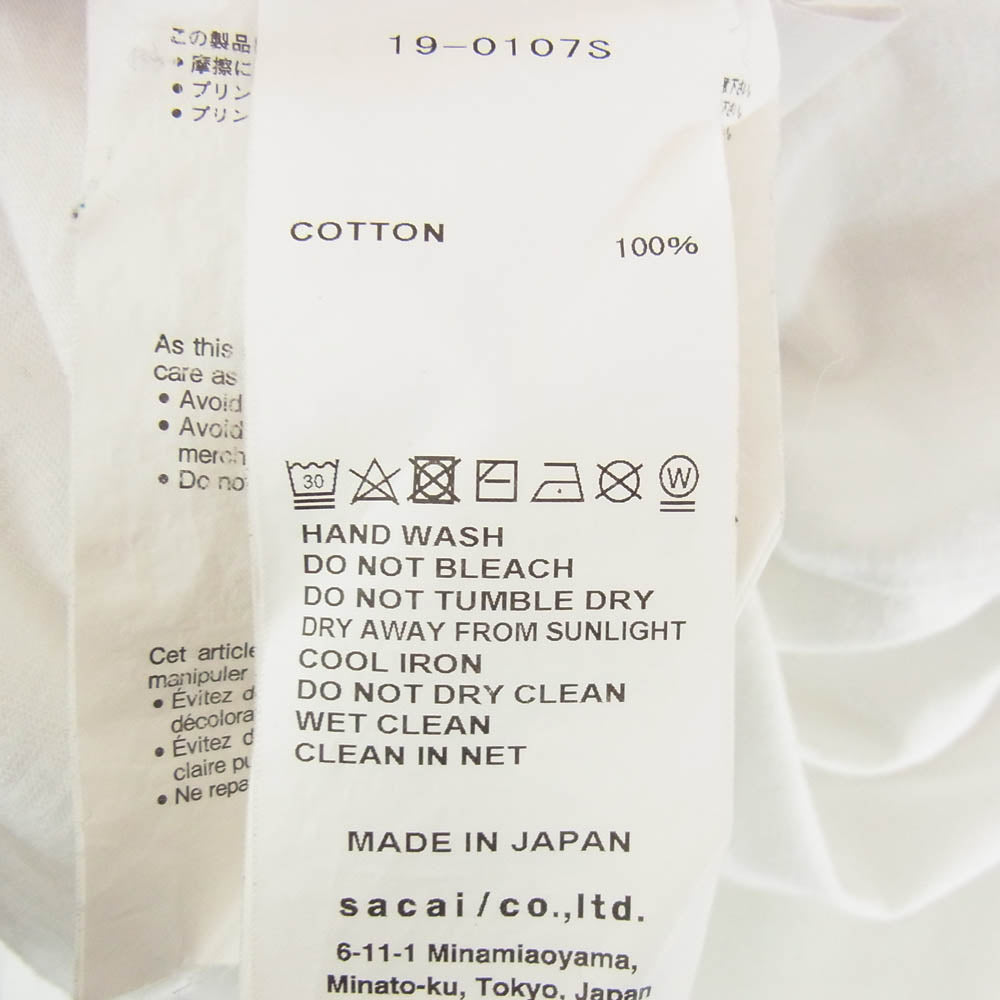 この製品
• 摩擦に
• プリン
• プリン
As this
care as
• Avoid
• Avoid
merch
• Do no
Cet article
manipuler
• Évitez d
décolora
• Évitez d
claire pu
• Ne repa
19-0107S
COTTON 100%
30
W
HAND WASH
DO NOT BLEACH
DO NOT TUMBLE DRY
DRY AWAY FROM SUNLIGHT
COOL IRON
DO NOT DRY CLEAN
WET CLEAN
CLEAN IN NET
MADE IN JAPAN
sacai/co.,ltd.
6-11-1 Minamiaoyama,
Minato-ku, Tokyo, Japan